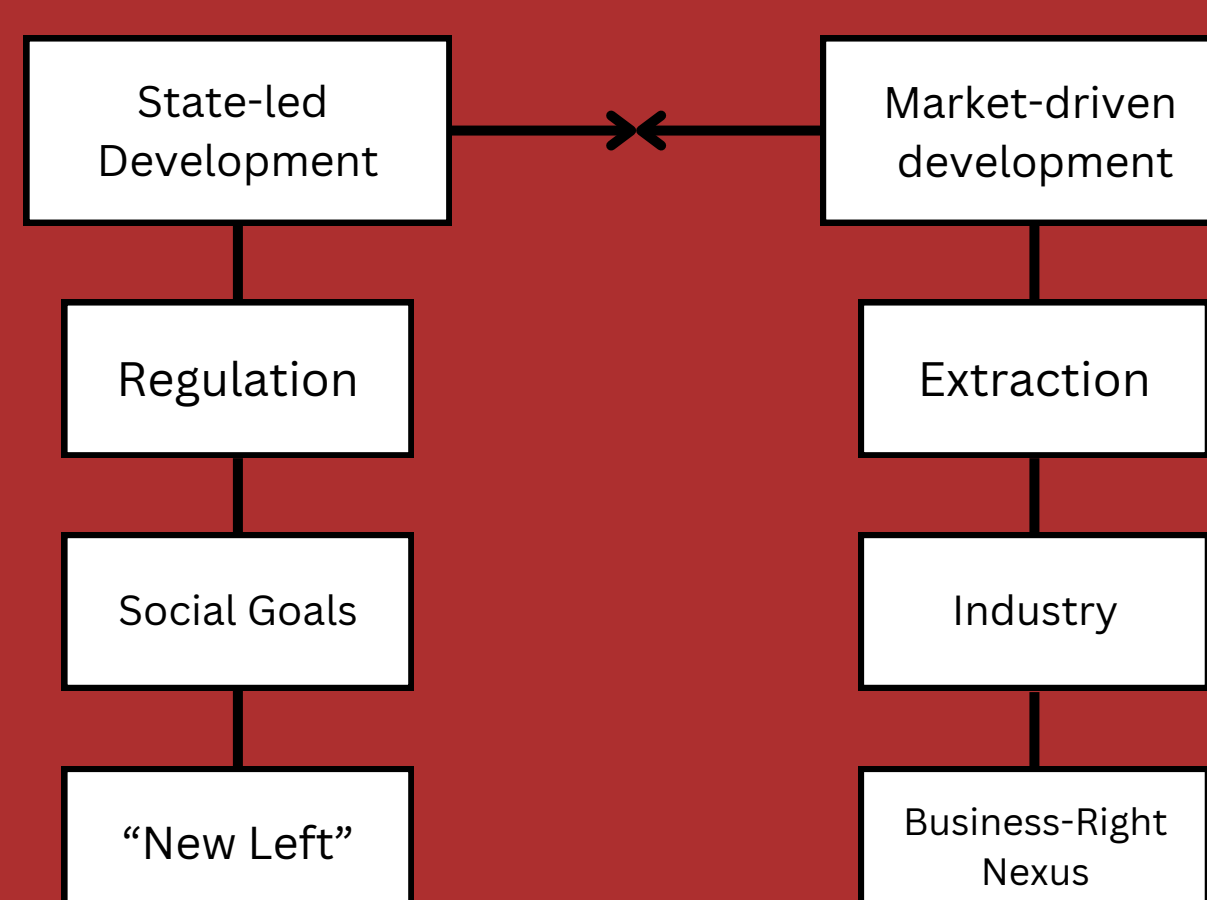 State-led
Development
Market-driven
development
Regulation
Extraction
Social Goals
Industry
“New Left”
Business-Right
Nexus